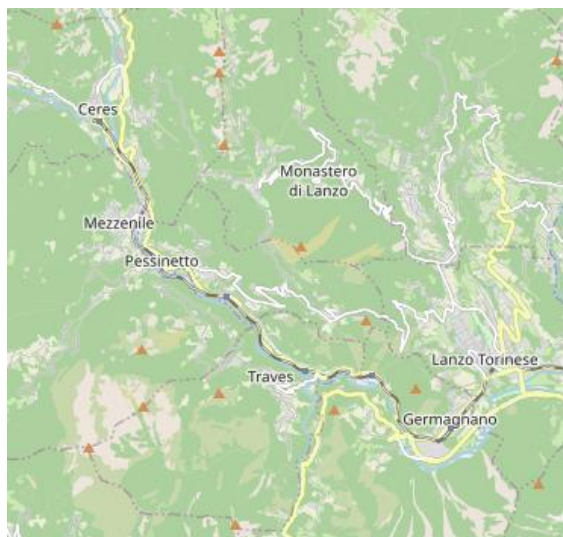 Ceres
Monastero
di Lanzo
Mezzenile
Pessinetto
Lanzo Torinese
Traves
Germagnano